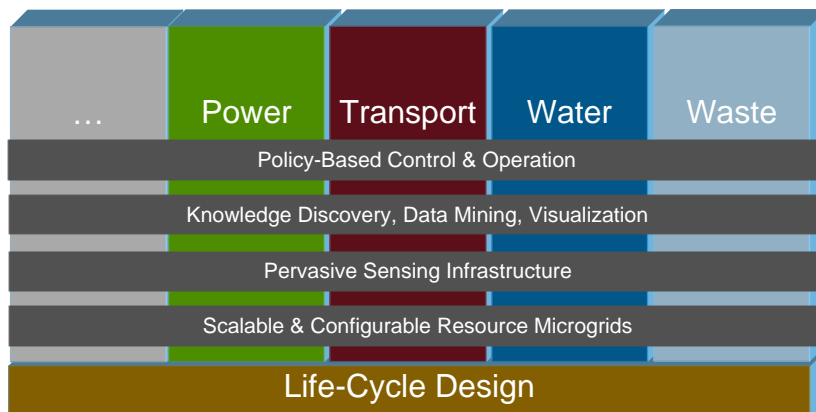 …
Power
Transport
Water
Waste
Policy-Based Control & Operation
Knowledge Discovery, Data Mining, Visualization
Pervasive Sensing Infrastructure
Scalable & Configurable Resource Microgrids
Life-Cycle Design